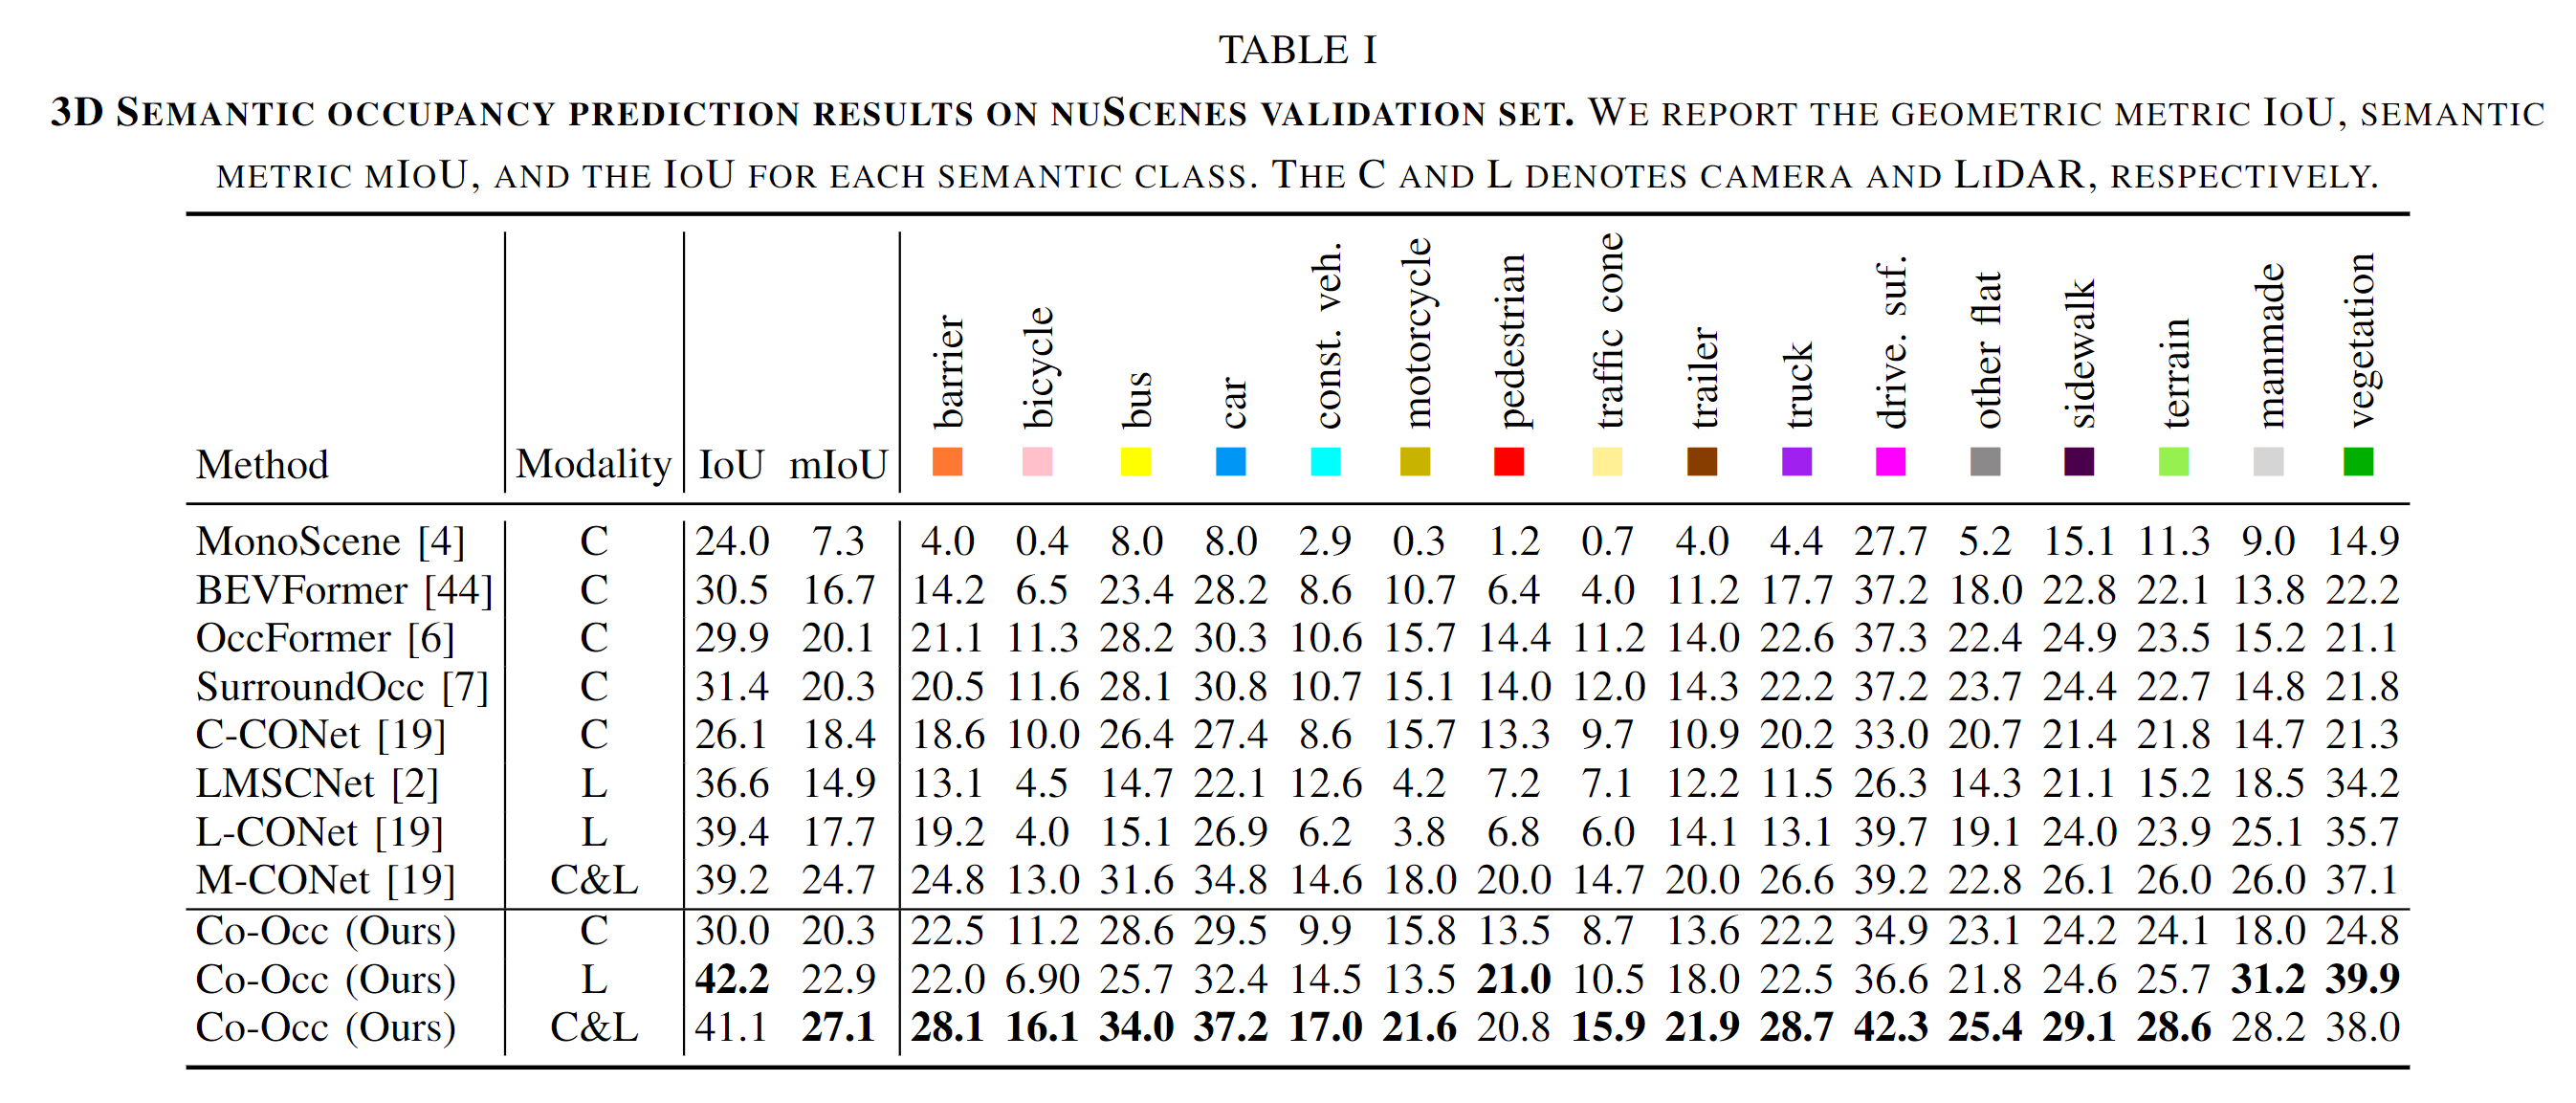 TABLE I
3D SEMANTIC OCCUPANCY PREDICTION RESULTS ON NUSCENES VALIDATION SET. WE REPORT THE GEOMETRIC METRIC IOU, SEMANTIC
METRIC MIOU, AND THE IOU FOR EACH SEMANTIC CLASS. THE C AND L DENOTES CAMERA AND LIDAR, RESPECTIVELY.
Method Modality IoU mIoU barrier bicycle bus car const. veh. motorcycle pedestrian traffic cone trailer truck drive. suf. other flat sidewalk terrain manmade vegetation
MonoScene [4] C 24.0 7.3 4.0 0.4 8.0 8.0 2.9 0.3 1.2 0.7 4.0 4.4 27.7 5.2 15.1 11.3 9.0 14.9
BEVFormer [44] C 30.5 16.7 14.2 6.5 23.4 28.2 8.6 10.7 6.4 4.0 11.2 17.7 37.2 18.0 22.8 22.1 13.8 22.2
OccFormer [6] C 29.9 20.1 21.1 11.3 28.2 30.3 10.6 15.7 14.4 11.2 14.0 22.6 37.3 22.4 24.9 23.5 15.2 21.1
SurroundOcc [7] C 31.4 20.3 20.5 11.6 28.1 30.8 10.7 15.1 14.0 12.0 14.3 22.2 37.2 23.7 24.4 22.7 14.8 21.8
C-CONet [19] C 26.1 18.4 18.6 10.0 26.4 27.4 8.6 15.7 13.3 9.7 10.9 20.2 33.0 20.7 21.4 21.8 14.7 21.3
LMSCNet [2] L 36.6 14.9 13.1 4.5 14.7 22.1 12.6 4.2 7.2 7.1 12.2 11.5 26.3 14.3 21.1 15.2 18.5 34.2
L-CONet [19] L 39.4 17.7 19.2 4.0 15.1 26.9 6.2 3.8 6.8 6.0 14.1 13.1 39.7 19.1 24.0 23.9 25.1 35.7
M-CONet [19] C&L 39.2 24.7 24.8 13.0 31.6 34.8 14.6 18.0 20.0 14.7 20.0 26.6 39.2 22.8 26.1 26.0 26.0 37.1
Co-Occ (Ours) C 30.0 20.3 22.5 11.2 28.6 29.5 9.9 15.8 13.5 8.7 13.6 22.2 34.9 23.1 24.2 24.1 18.0 24.8
Co-Occ (Ours) L 42.2 22.9 22.0 6.90 25.7 32.4 14.5 13.5 21.0 10.5 18.0 22.5 36.6 21.8 24.6 25.7 31.2 39.9
Co-Occ (Ours) C&L 41.1 27.1 28.1 16.1 34.0 37.2 17.0 21.6 20.8 15.9 21.9 28.7 42.3 25.4 29.1 28.6 28.2 38.0